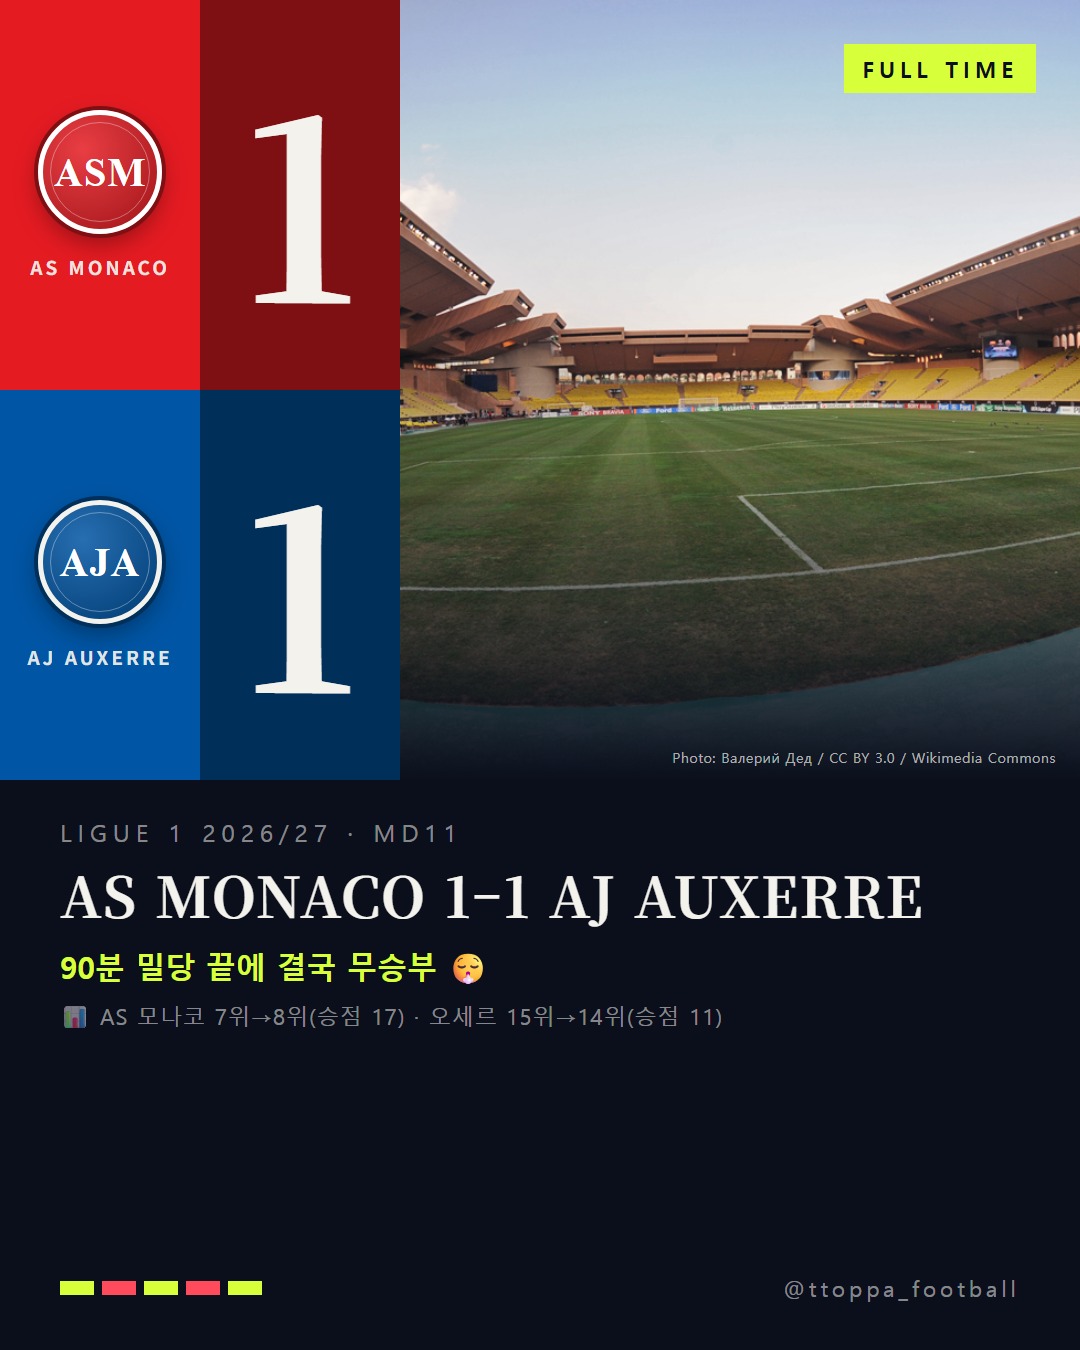 ASM
AS MONACO
1
FULL TIME
AJA
AJ AUXERRE
1
Photo: Валерий Дед / CC BY 3.0 / Wikimedia Commons
LIGUE 1 2026/27 · MD11
AS MONACO 1–1 AJ AUXERRE
90분 밀당 끝에 결국 무승부 😮‍💨
📊 AS 모나코 7위→8위(승점 17) · 오세르 15위→14위(승점 11)
@ttoppa_football